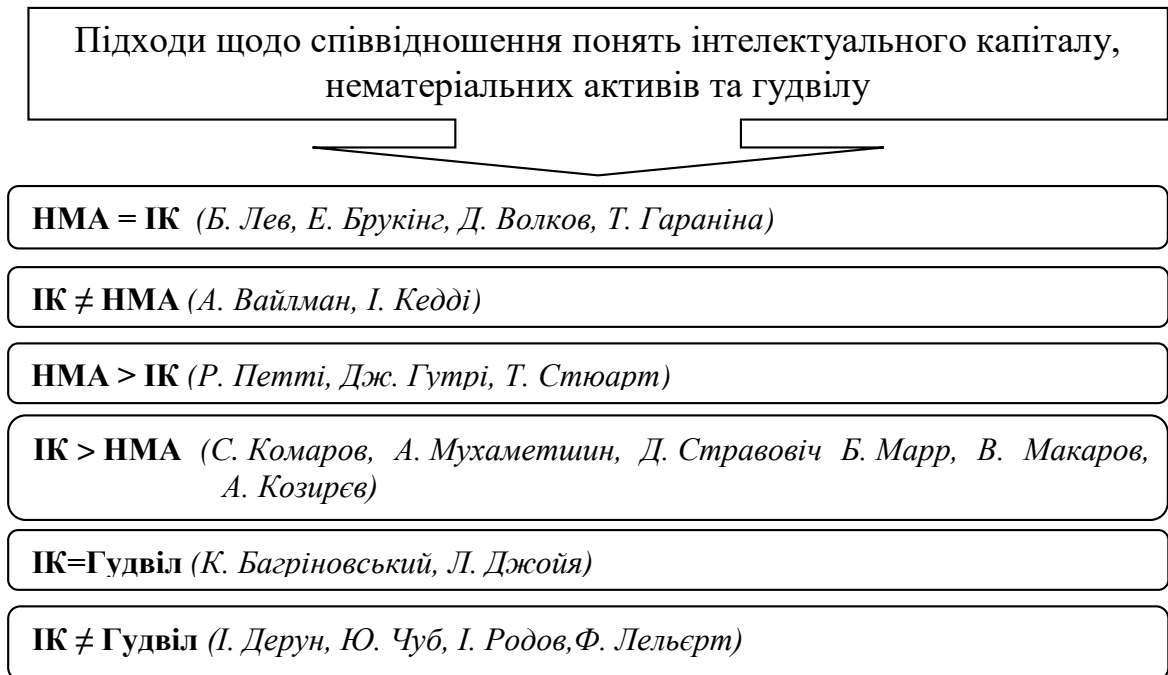 Підходи щодо співвідношення понять інтелектуального капіталу,
нематеріальних активів та гудвілу
НМА = ІК (Б. Лев, Е. Брукінг, Д. Волков, Т. Гараніна)
ІК ≠ НМА (А. Вайлман, І. Кедді)
НМА > ІК (Р. Петті, Дж. Гутрі, Т. Стюарт)
ІК > НМА (С. Комаров, А. Мухаметшин, Д. Стравовіч Б. Марр, В. Макаров,
А. Козирєв)
ІК=Гудвіл (К. Багріновський, Л. Джойя)
ІК ≠ Гудвіл (І. Дерун, Ю. Чуб, І. Родов,Ф. Лельєрт)